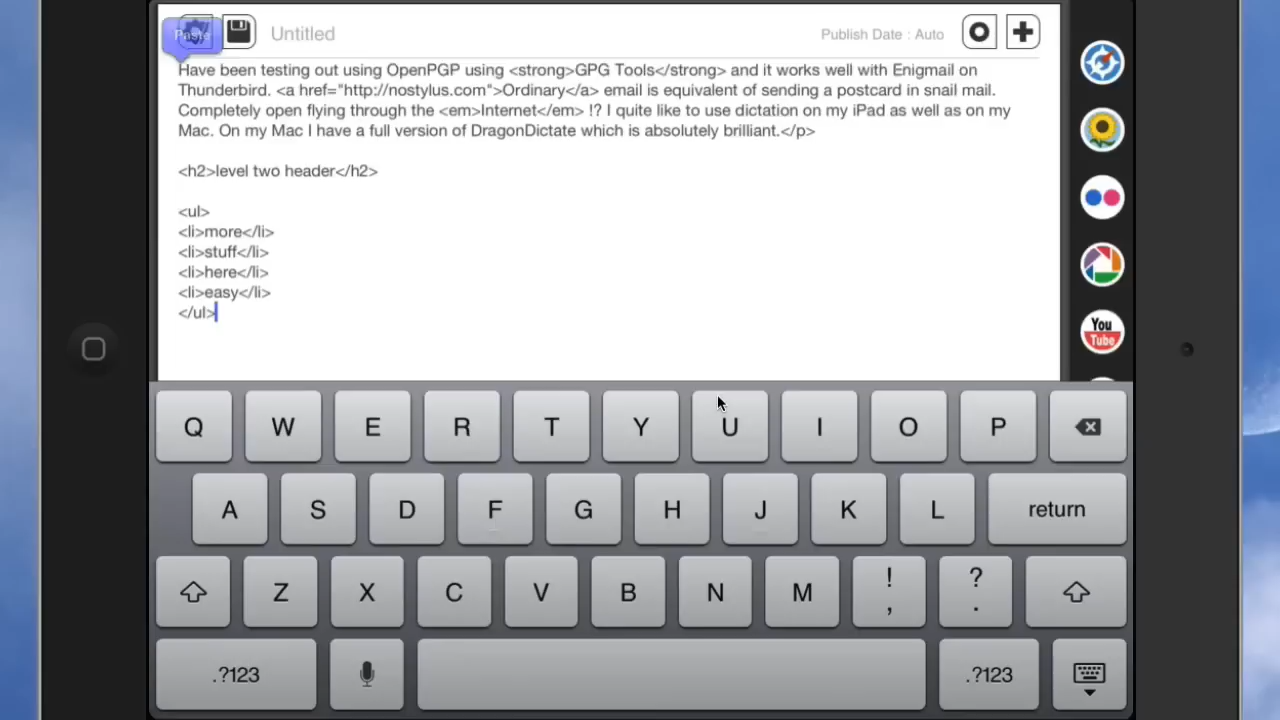 Paste
Untitled
Publish Date : Auto
Have been testing out using OpenPGP using <strong>GPG Tools</strong> and it works well with Enigmail on
Thunderbird. <a href="http://nostylus.com">Ordinary</a> email is equivalent of sending a postcard in snail mail.
Completely open flying through the <em>Internet</em> !? I quite like to use dictation on my iPad as well as on my
Mac. On my Mac I have a full version of DragonDictate which is absolutely brilliant.</p>
<h2>level two header</h2>
<ul>
<li>more</li>
<li>stuff</li>
<li>here</li>
<li>easy</li>
</ul>
You
Tube
Q W E R T Y U I O P
A S D F G H J K L return
Z X C V B N M ! , ? .
.?123 .?123